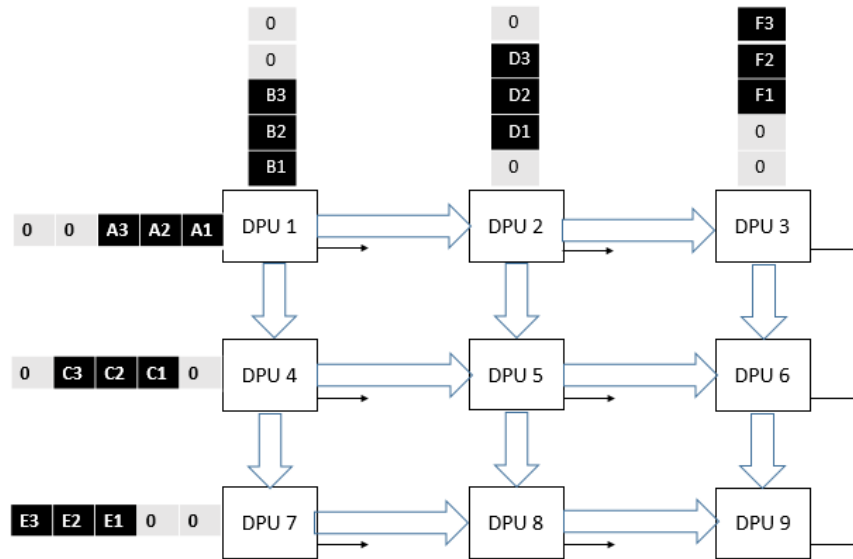 0 0 F3
0 D3 F2
B3 D2 F1
B2 D1 0
B1 0 0
0 0 A3 A2 A1 DPU 1 DPU 2 DPU 3
0 C3 C2 C1 0 DPU 4 DPU 5 DPU 6
E3 E2 E1 0 0 DPU 7 DPU 8 DPU 9